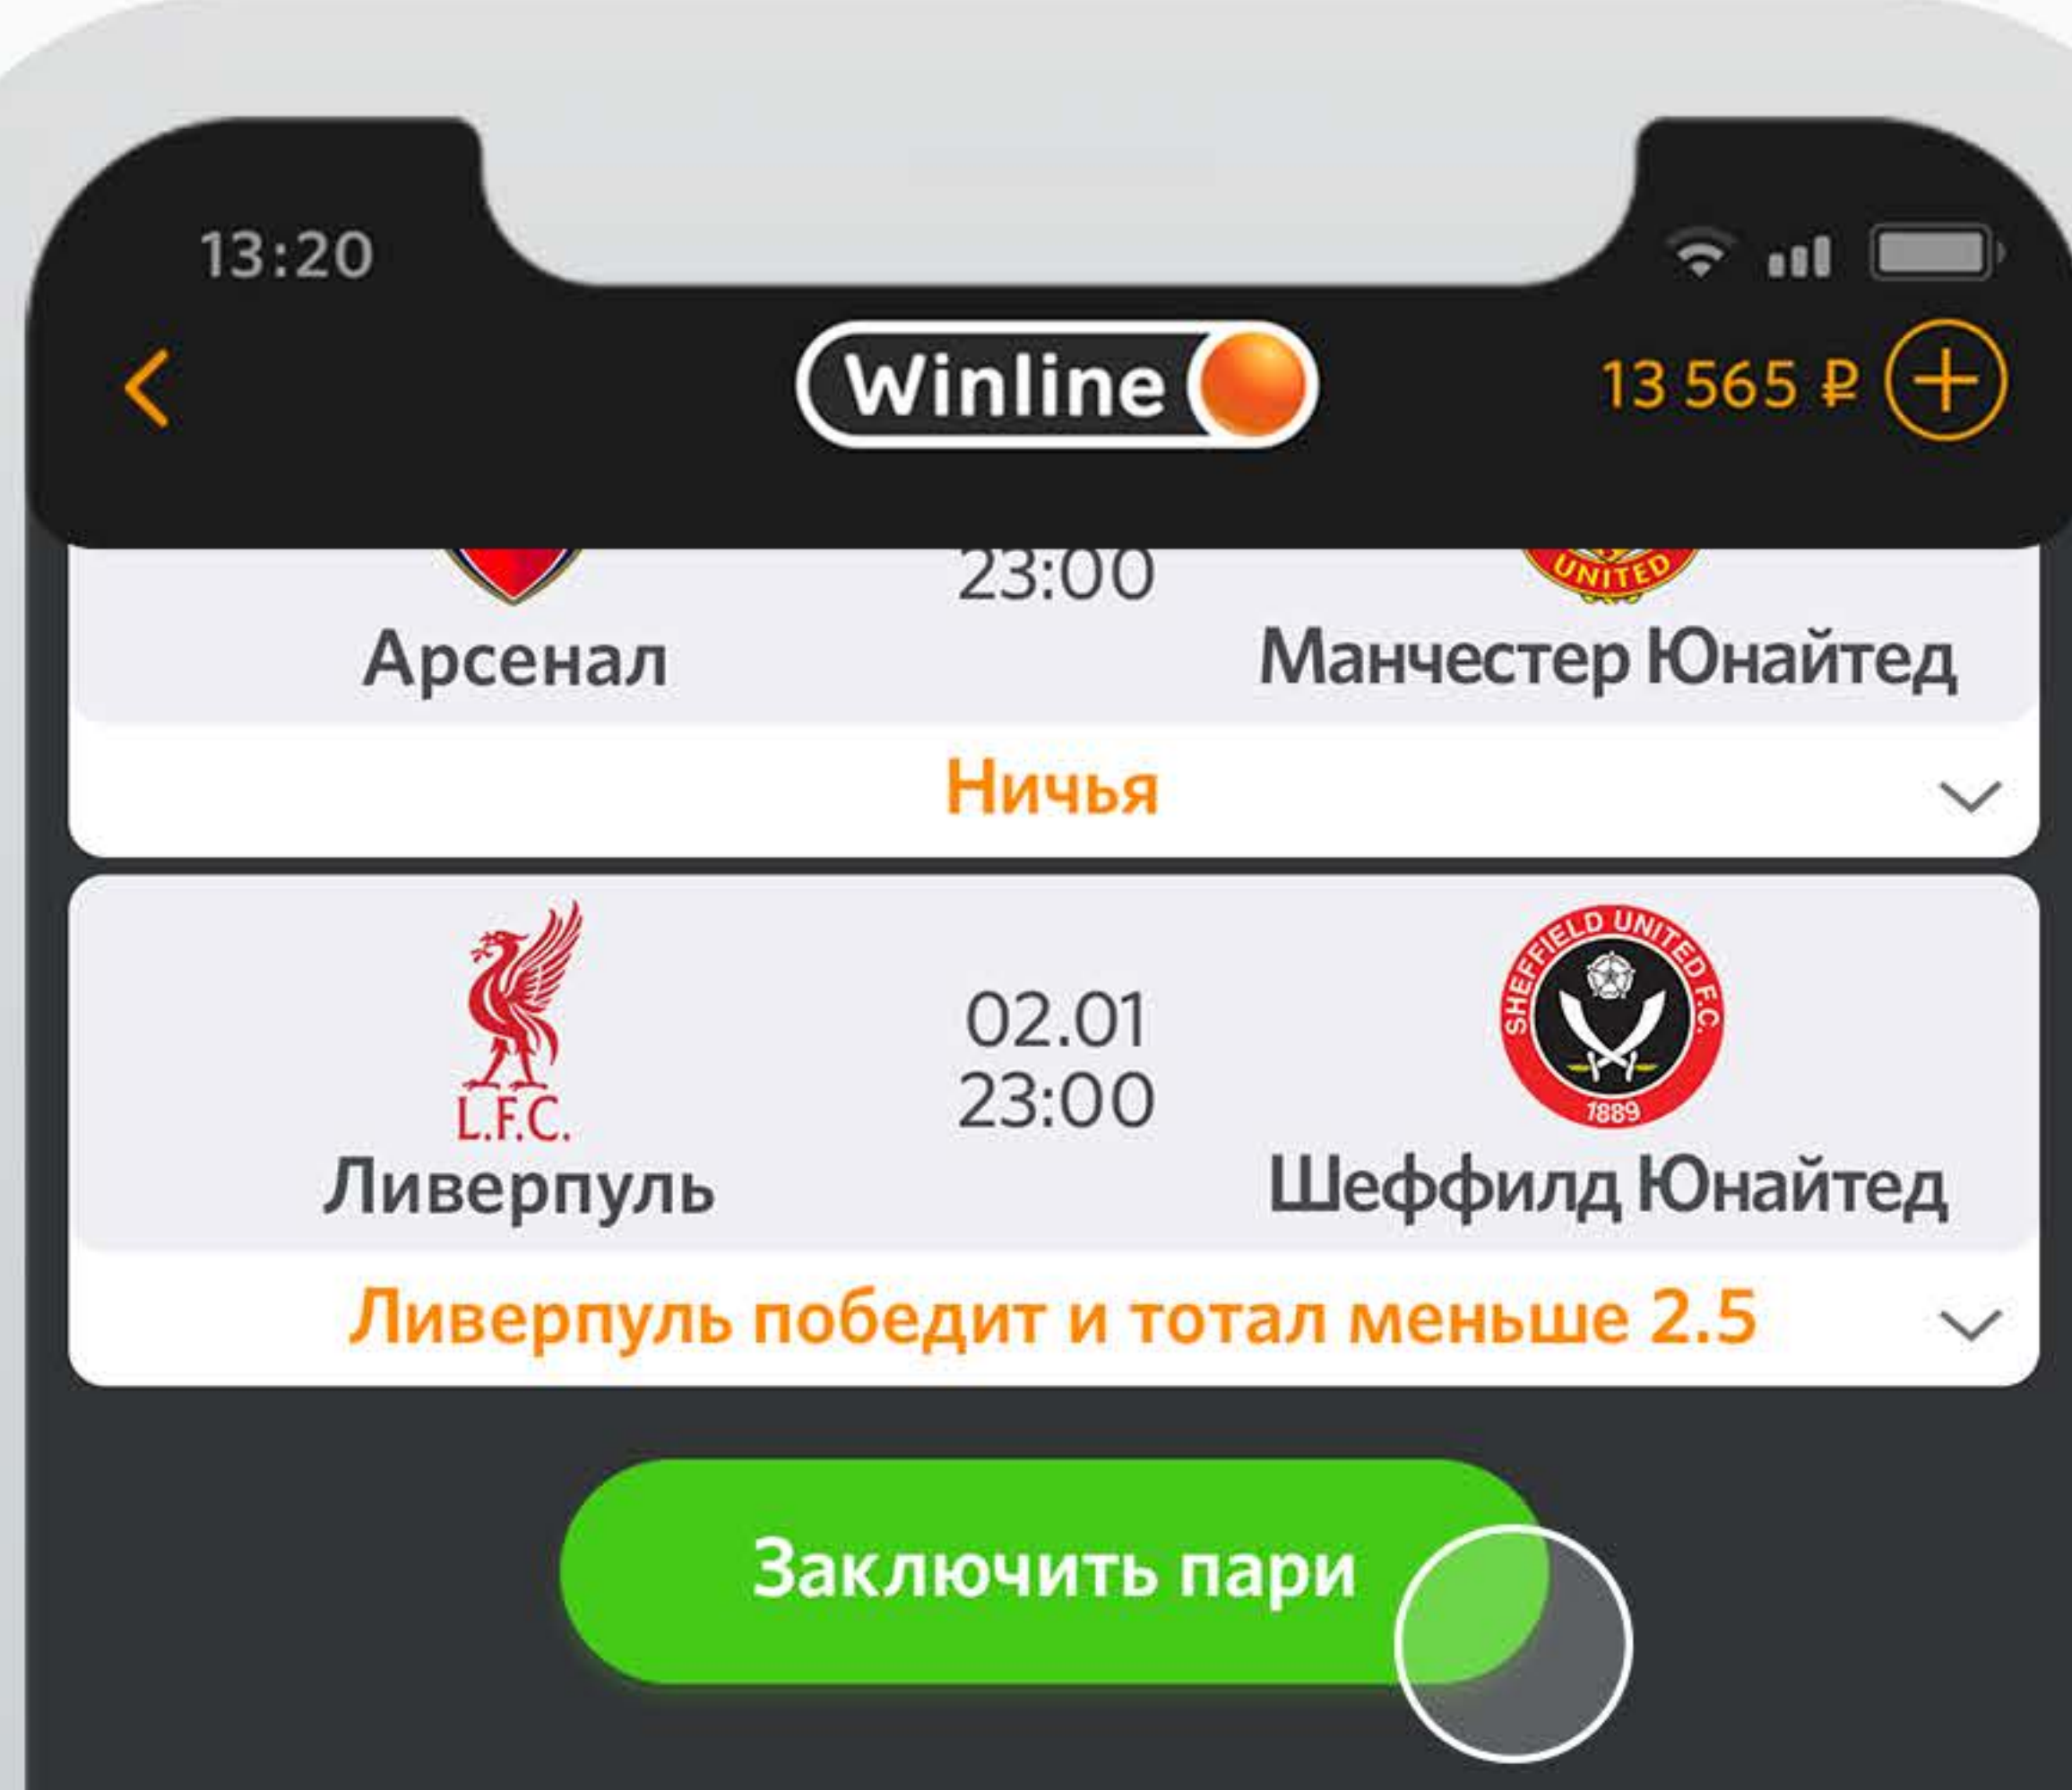 13:20
Winline
13 565 ₽
23:00
UNITED
Арсенал
Манчестер Юнайтед
Ничья
L.F.C.
02.01
23:00
SHEFFIELD UNITED F.C.
1889
Ливерпуль
Шеффилд Юнайтед
Ливерпуль победит и тотал меньше 2.5
Заключить пари